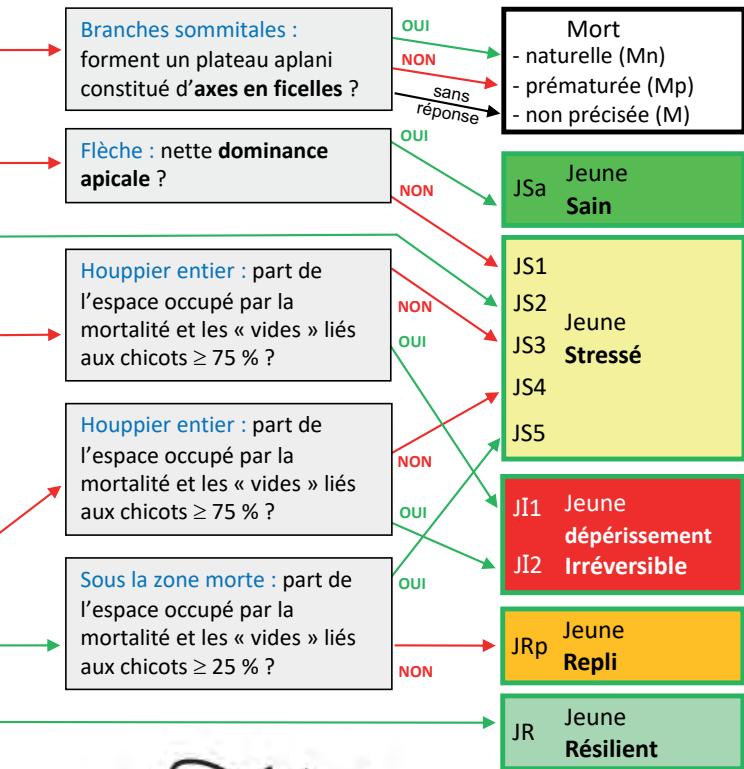 Branches sommitales :
forment un plateau aplani
constitué d'axes en ficelles ?
OUI
NON
sans
réponse
Mort
- naturelle (Mn)
- prématurée (Mp)
- non précisée (M)
Flèche : nette dominance
apicale ?
OUI
NON
JSa Jeune
Sain
Houppier entier : part de
l'espace occupé par la
mortalité et les « vides » liés
aux chicots ≥ 75 % ?
NON
OUI
JS1
JS2
Jeune
JS3
Stressé
JS4
JS5
Houppier entier : part de
l'espace occupé par la
mortalité et les « vides » liés
aux chicots ≥ 75 % ?
NON
OUI
JĪ1 Jeune
dépérissement
JĪ2 Irréversible
Sous la zone morte : part de
l'espace occupé par la
mortalité et les « vides » liés
aux chicots ≥ 25 % ?
OUI
NON
JRp Jeune
Repli
JR Jeune
Résilient